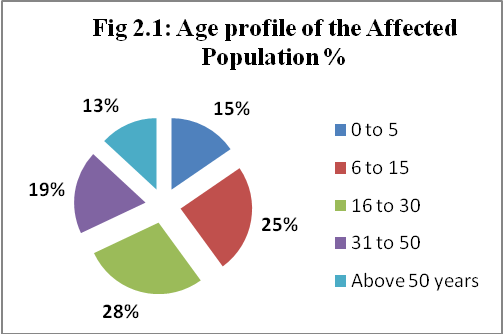 Fig 2.1: Age profile of the Affected
Population %
13%
15%
19%
25%
28%
0 to 5
6 to 15
16 to 30
31 to 50
Above 50 years